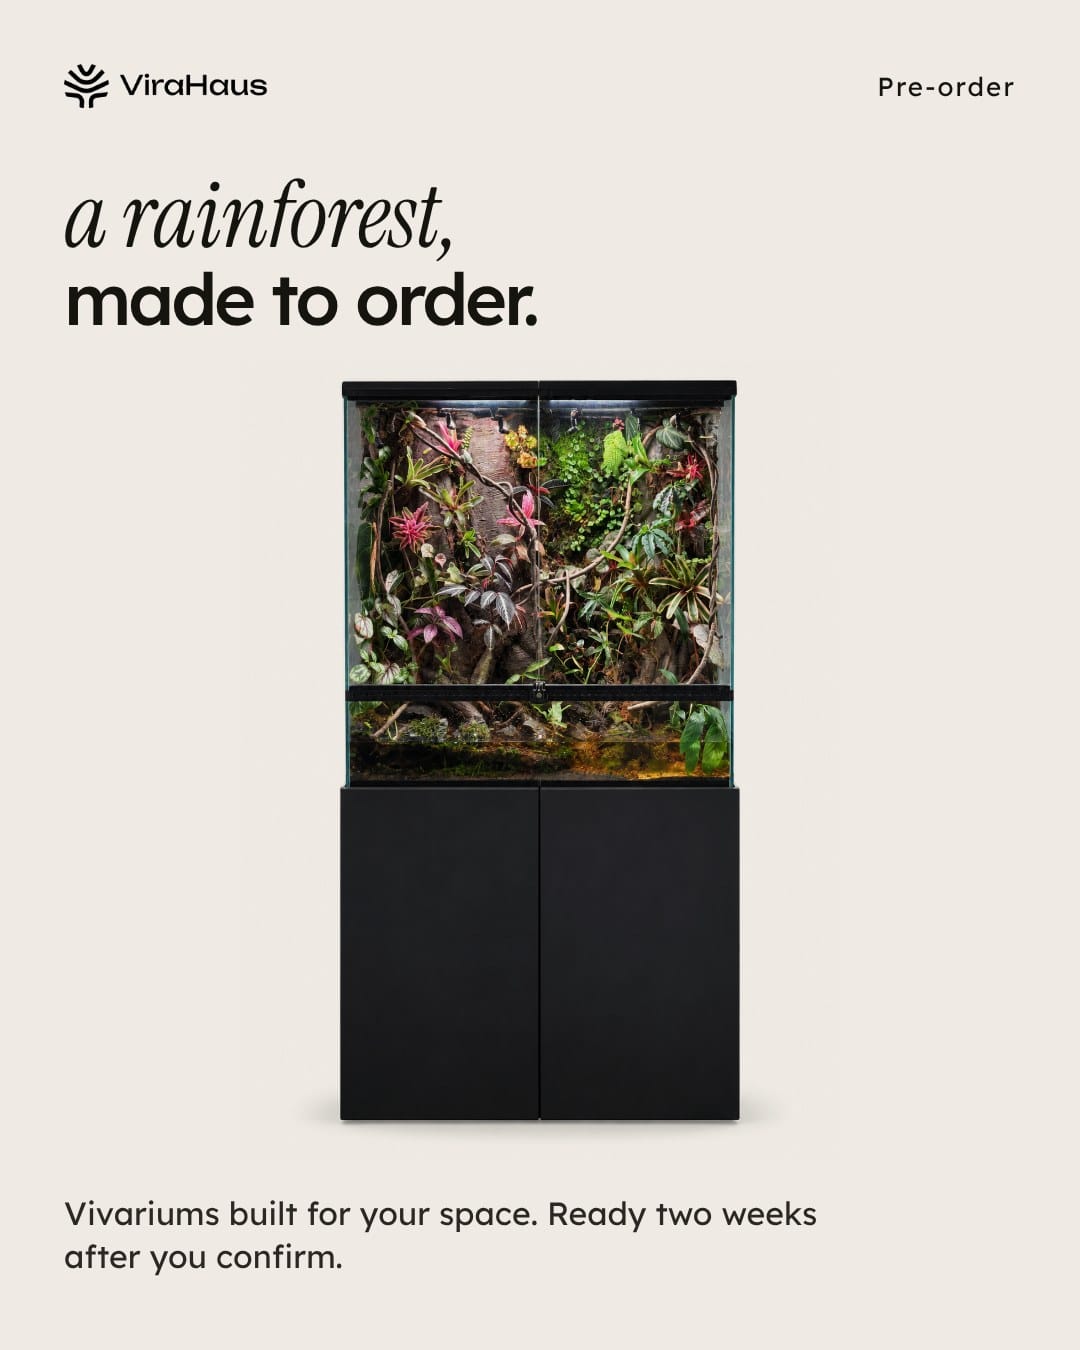 ViraHaus
Pre-order
a rainforest,
made to order.
Vivariums built for your space. Ready two weeks
after you confirm.